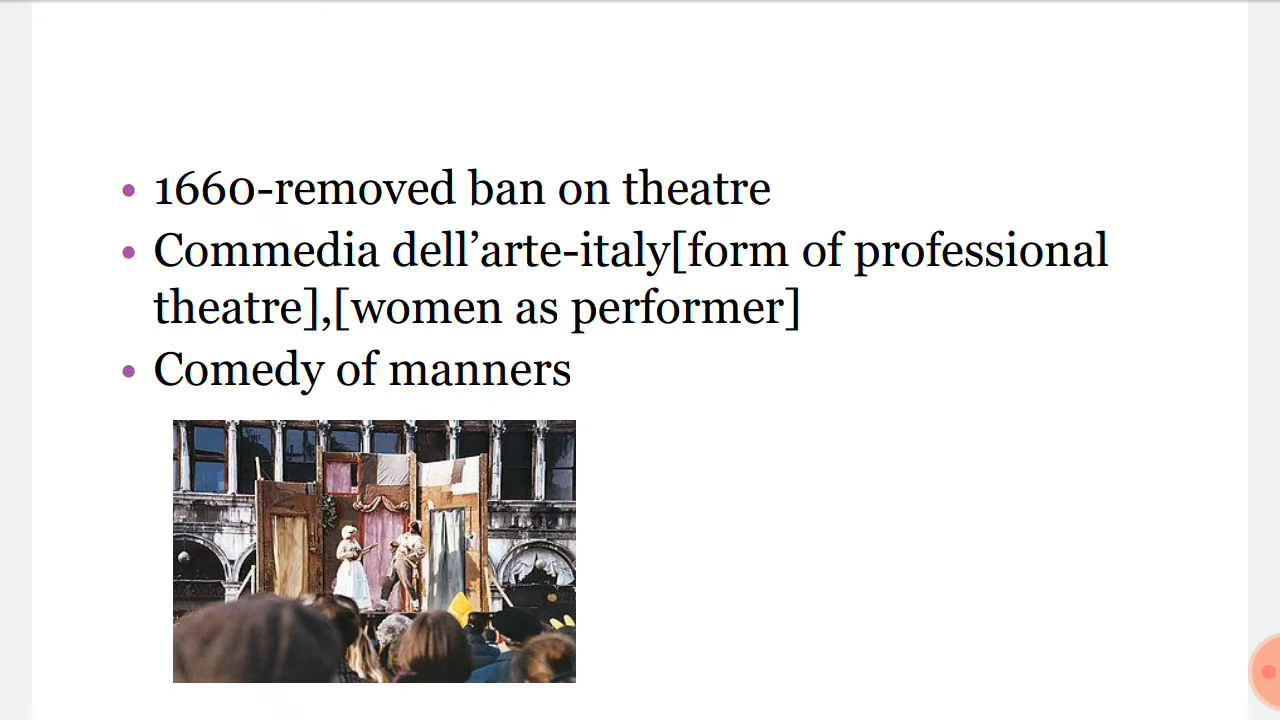 1660-removed ban on theatre
Commedia dell’arte-italy[form of professional
theatre],[women as performer]
Comedy of manners